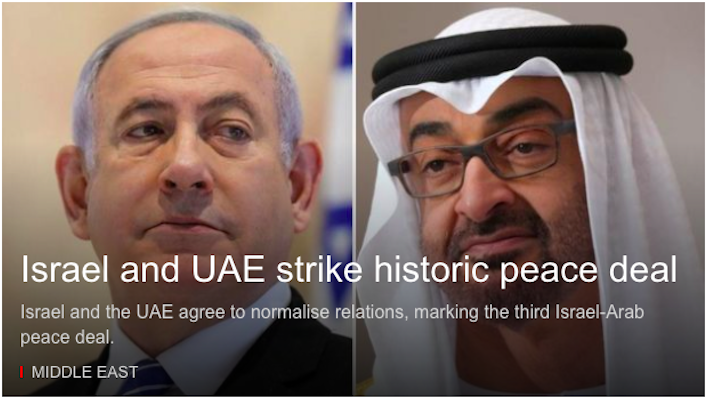 Israel and UAE strike historic peace deal
Israel and the UAE agree to normalise relations, marking the third Israel-Arab
peace deal.
MIDDLE EAST